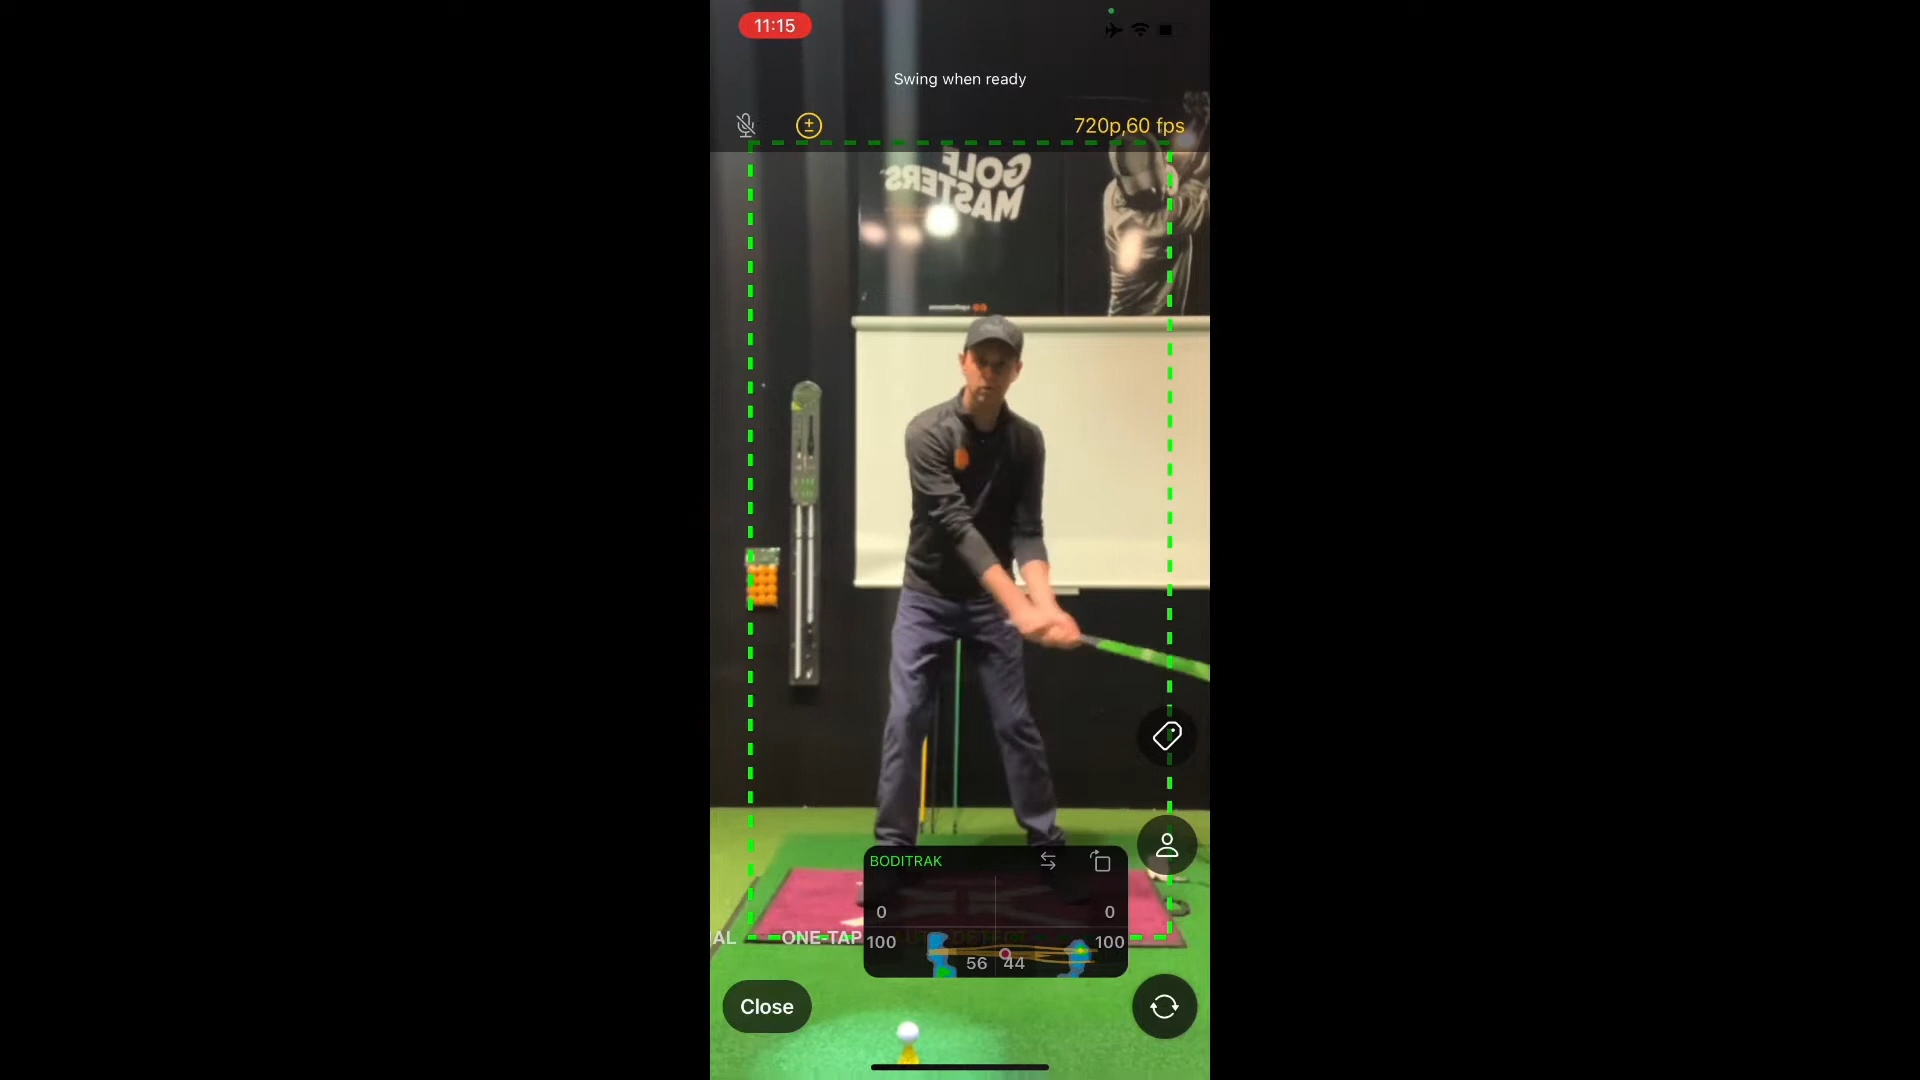 11:15
Swing when ready
720p,60 fps
GOLF
MASTERS
BODITRAK
0 0
AL ONE-TAP
100 100
56 44
Close